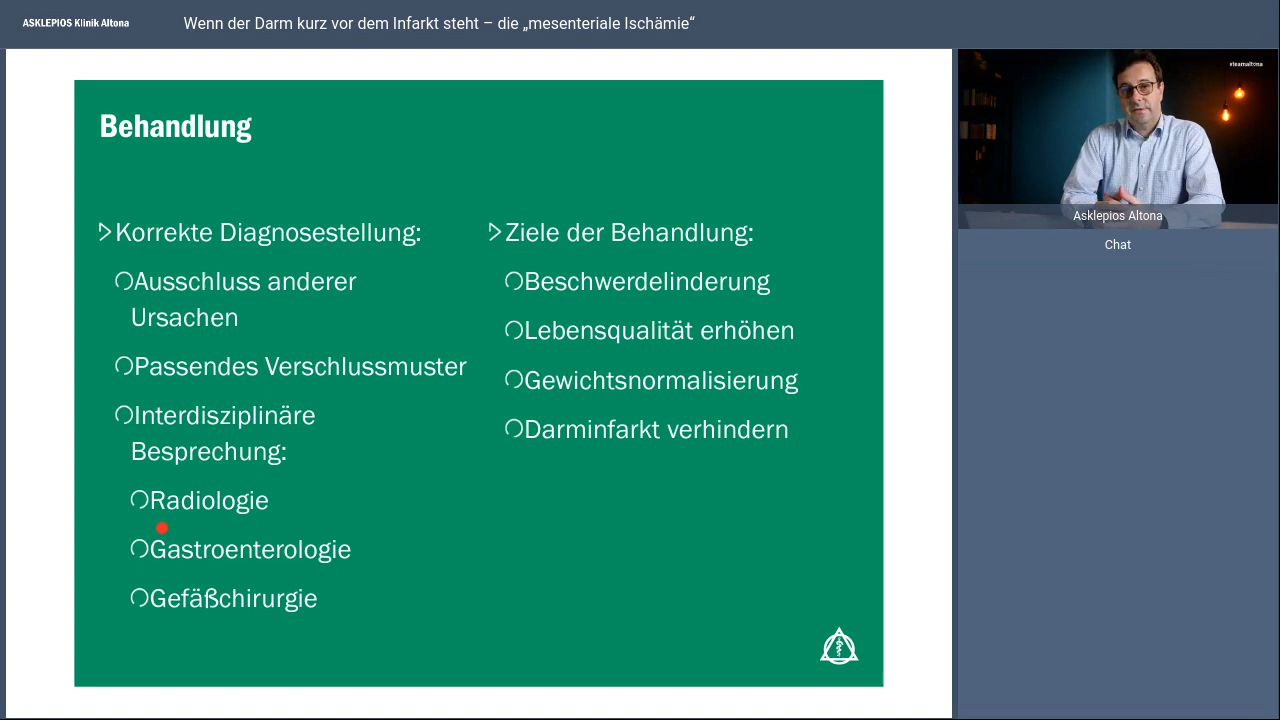 ASKLEPIOS Klinik Altona
Wenn der Darm kurz vor dem Infarkt steht – die „mesenteriale Ischämie“
Behandlung
Korrekte Diagnosestellung:
Ausschluss anderer
Ursachen
Passendes Verschlussmuster
Interdisziplinäre
Besprechung:
Radiologie
Gastroenterologie
Gefäßchirurgie
Ziele der Behandlung:
Beschwerdelinderung
Lebensqualität erhöhen
Gewichtsnormalisierung
Darminfarkt verhindern
#teamaltona
Asklepios Altona
Chat